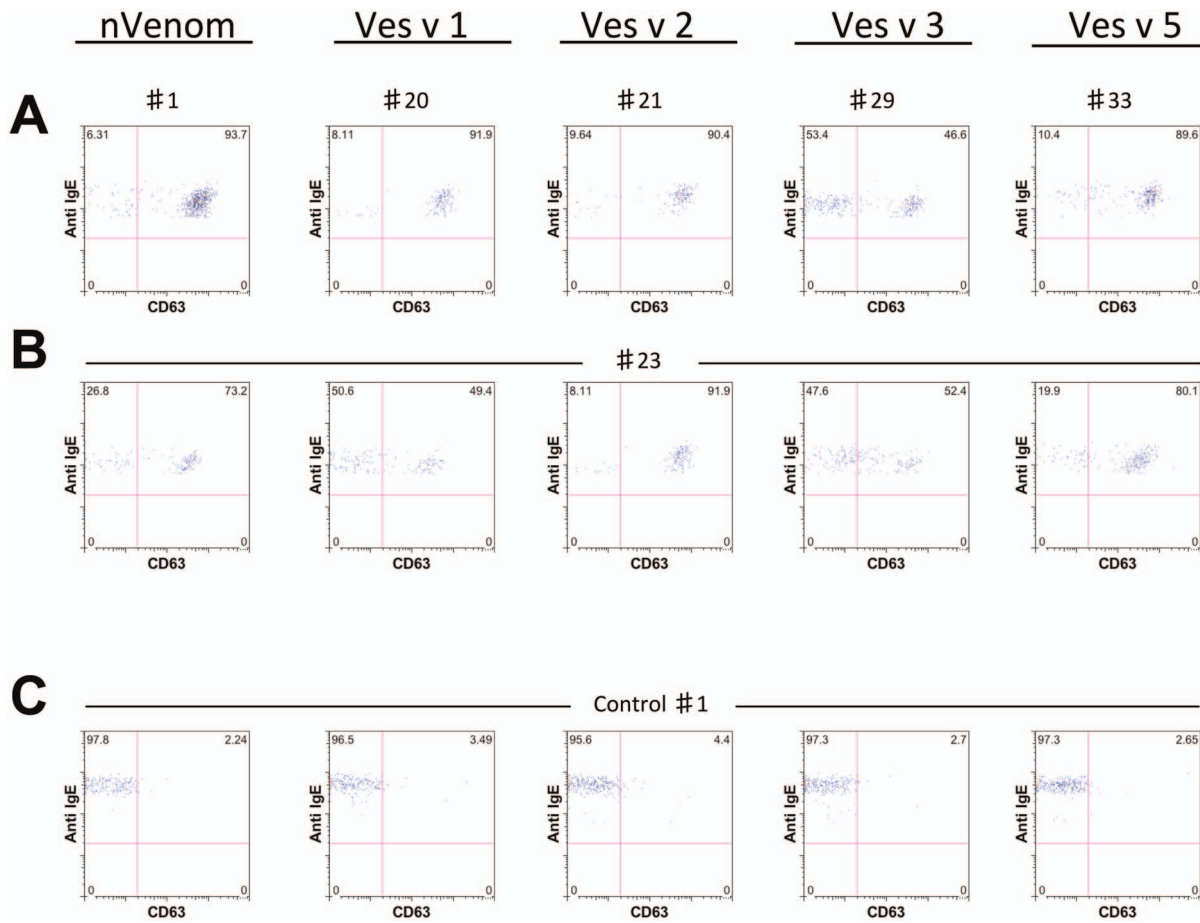 nVenom Ves v 1 Ves v 2 Ves v 3 Ves v 5
A
#1 #20 #21 #29 #33
6.31 93.7 8.11 91.9 9.64 90.4 53.4 46.6 10.4 89.6
Anti IgE Anti IgE Anti IgE Anti IgE Anti IgE
0 0 0 0 0 0 0 0 0 0
CD63 CD63 CD63 CD63 CD63
B
#23
26.8 73.2 50.6 49.4 8.11 91.9 47.6 52.4 19.9 80.1
Anti IgE Anti IgE Anti IgE Anti IgE Anti IgE
0 0 0 0 0 0 0 0 0 0
CD63 CD63 CD63 CD63 CD63
C
Control #1
97.8 2.24 96.5 3.49 95.6 4.4 97.3 2.7 97.3 2.65
Anti IgE Anti IgE Anti IgE Anti IgE Anti IgE
0 0 0 0 0 0 0 0 0 0
CD63 CD63 CD63 CD63 CD63